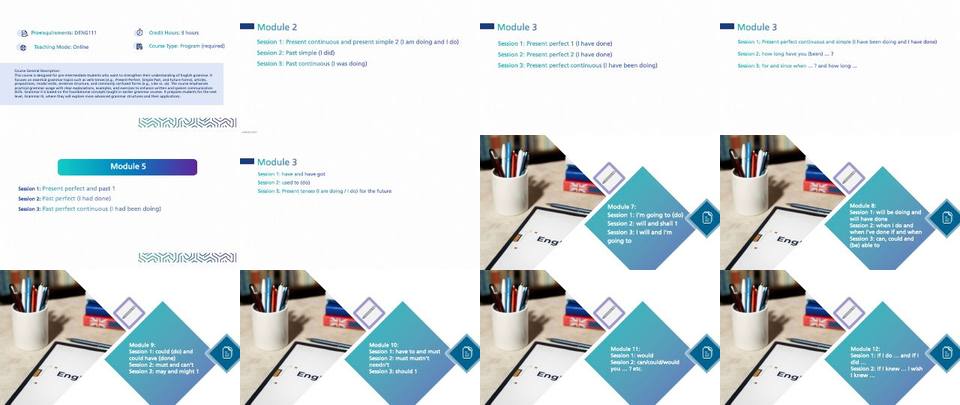 Prerequirements: DENG111
Credit Hours: 3 hours
Teaching Mode: Online
Course Type: Program (required)
Course General Description:
Module 2
Session 1: Present continuous and present simple 2 (I am doing and I do)
Session 2: Past simple (I did)
Session 3: Past continuous (I was doing)
Module 3
Session 1: Present perfect 1 (I have done)
Session 2: Present perfect 2 (I have done)
Session 3: Present perfect continuous (I have been doing)
Module 3
Session 1: Present perfect continuous and simple (I have been doing and I have done)
Session 2: how long have you (been) ... ?
Session 3: for and since when ... ? and how long ...
Module 5
Session 1: Present perfect and past 1
Session 2: Past perfect (I had done)
Session 3: Past perfect continuous (I had been doing)
Module 3
Session 1: have and have got
Session 2: used to (do)
Session 3: Present tenses (I am doing / I do) for the future
Module 7:
Session 1: I'm going to (do)
Session 2: will and shall 1
Session 3: I will and I'm
going to
Eng
Module 8:
Session 1: will be doing and
will have done
Session 2: when I do and
when I've done if and when
Session 3: can, could and
(be) able to
Eng
Module 9:
Session 1: could (do) and
could have (done)
Session 2: must and can't
Session 3: may and might 1
Eng
Module 10:
Session 1: have to and must
Session 2: must mustn't
needn't
Session 3: should 1
Eng
Module 11:
Session 1: would
Session 2: can/could/would
you ... ? etc.
Eng
Module 12:
Session 1: If I do ... and if I
did ...
Session 2: If I knew ... I wish
I knew ...
Eng